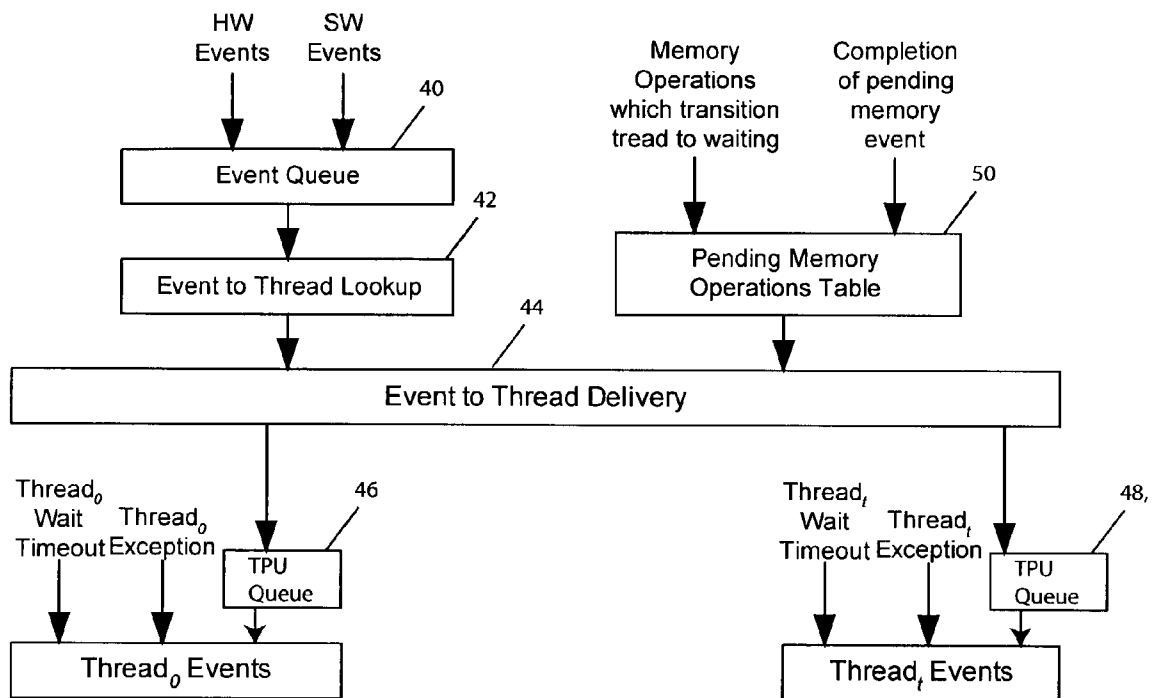 HW
Events
SW
Events
40
Event Queue
42
Event to Thread Lookup
Memory
Operations
which transition
tread to waiting
Completion
of pending
memory
event
50
Pending Memory
Operations Table
44
Event to Thread Delivery
Thread0
Wait
Timeout
Thread0
Exception
46
TPU
Queue
Thread0 Events
Threadt
Wait
Timeout
Threadt
Exception
48,
TPU
Queue
Threadt Events